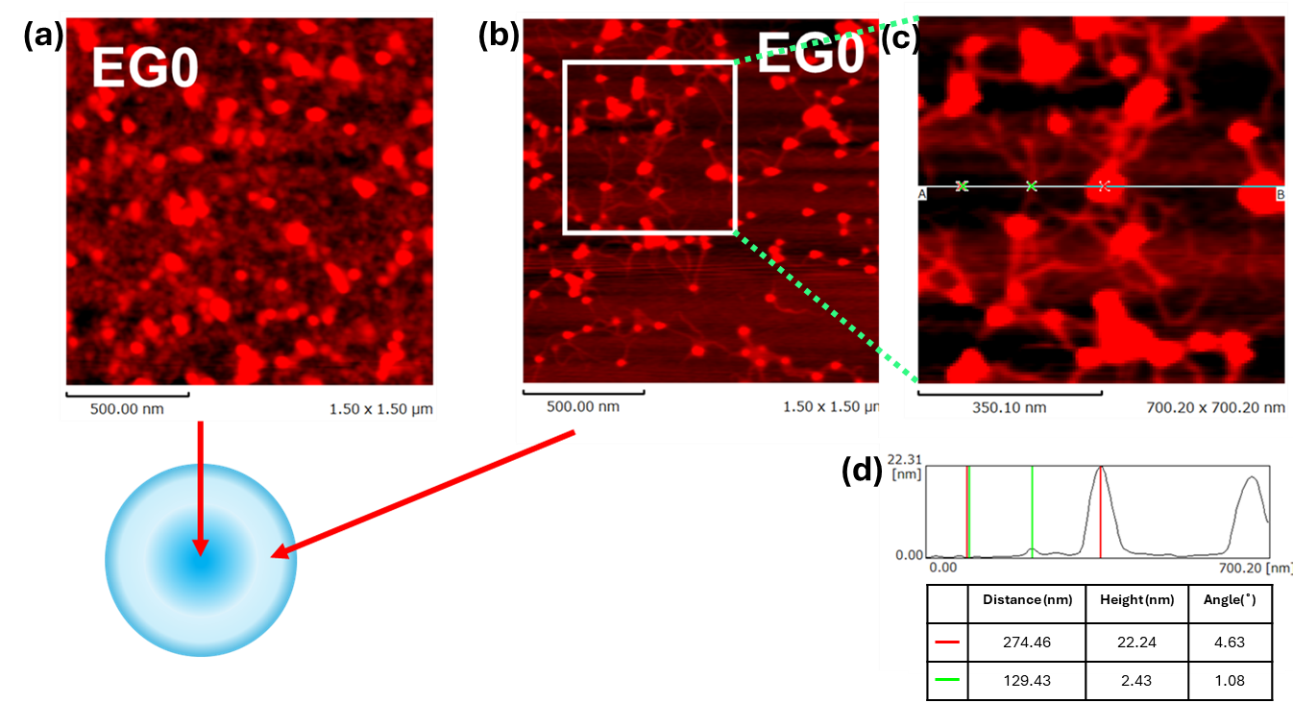 (a)
EG0
500.00 nm
1.50 x 1.50 µm
(b)
EG0
500.00 nm
1.50 x 1.50 µm
(c)
A
B
350.10 nm
700.20 x 700.20 nm
(d)
22.31
[nm]
0.00
0.00
700.20 [nm]
Distance (nm) Height (nm) Angle(˚)
274.46 22.24 4.63
129.43 2.43 1.08